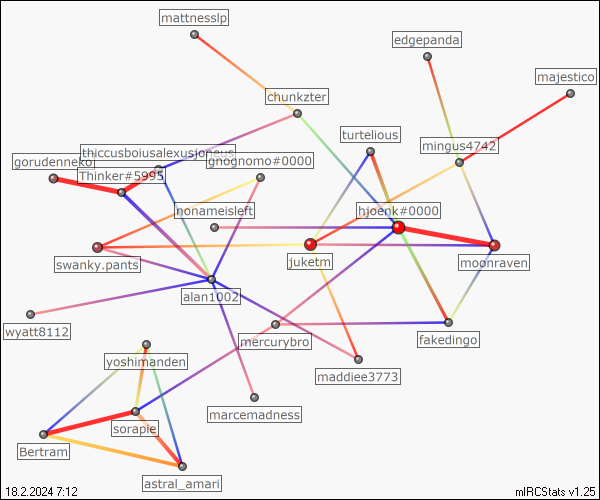 mattnesslp
edgepanda
majestico
chunkzter
turtelious
mingus4742
thiccusboiusalexusjoneus
gorudenneko
gnognomo#0000
Thinker#5995
nonameisleft
hjoenk#0000
swanky.pants
juketm
moonraven
alan1002
wyatt8112
mercurybro
fakedingo
yoshimanden
maddiee3773
marcemadness
sorapie
Bertram
astral_amari
18.2.2024 7:12
mIRCStats v1.25